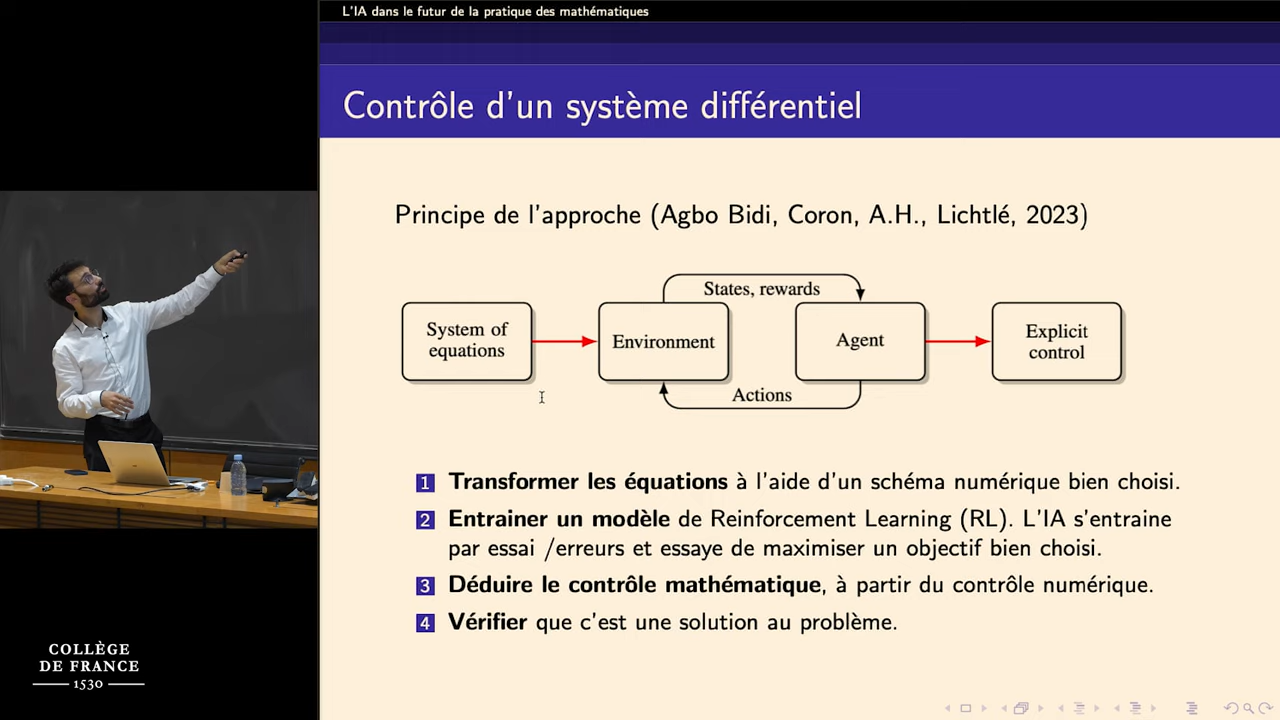 L'IA dans le futur de la pratique des mathématiques
Contrôle d'un système différentiel
Principe de l'approche (Agbo Bidi, Coron, A.H., Lichtlé, 2023)
States, rewards
System of
equations
Environment
Agent
Explicit
control
Actions
1 Transformer les équations à l'aide d'un schéma numérique bien choisi.
2 Entrainer un modèle de Reinforcement Learning (RL). L'IA s'entraine
par essai /erreurs et essaye de maximiser un objectif bien choisi.
3 Déduire le contrôle mathématique, à partir du contrôle numérique.
4 Vérifier que c'est une solution au problème.
COLLÈGE
DE FRANCE
1530